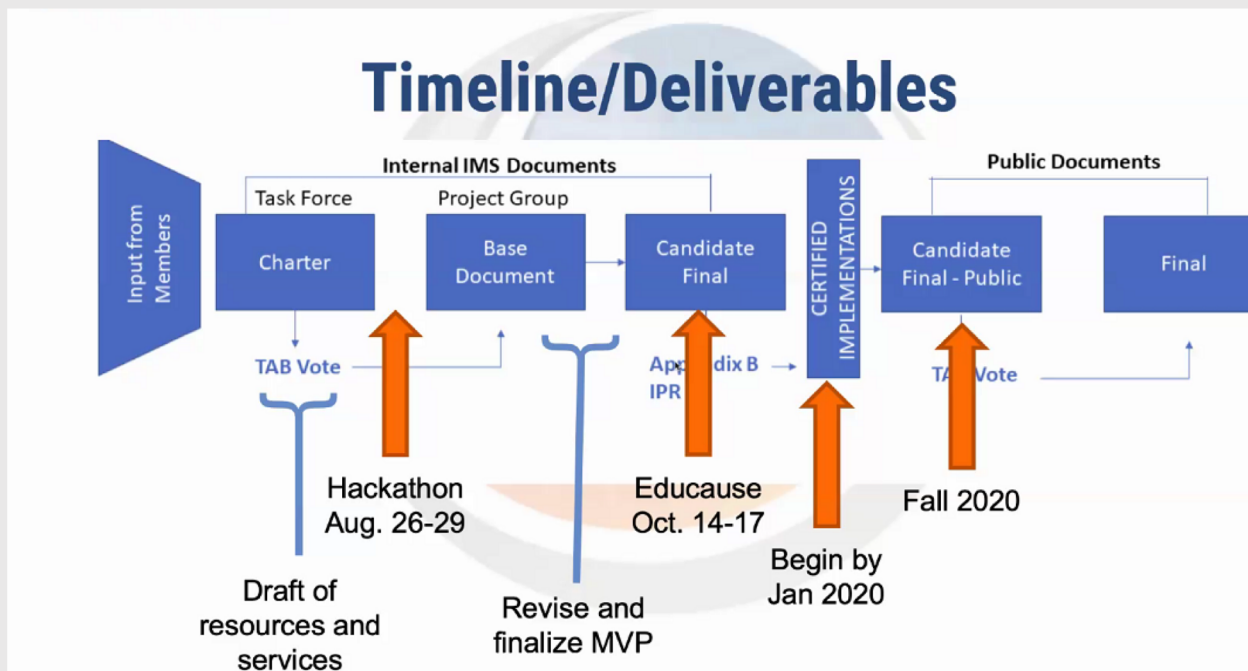 Timeline/Deliverables
Internal IMS Documents
Public Documents
Task Force
Project Group
Input from
Members
Charter
Base
Document
Candidate
Final
CERTIFIED
IMPLEMENTATIONS
Candidate
Final - Public
Final
TAB Vote
Appendix B
IPR
TAB Vote
Hackathon
Aug. 26-29
Educause
Oct. 14-17
Fall 2020
Begin by
Jan 2020
Draft of
resources and
services
Revise and
finalize MVP